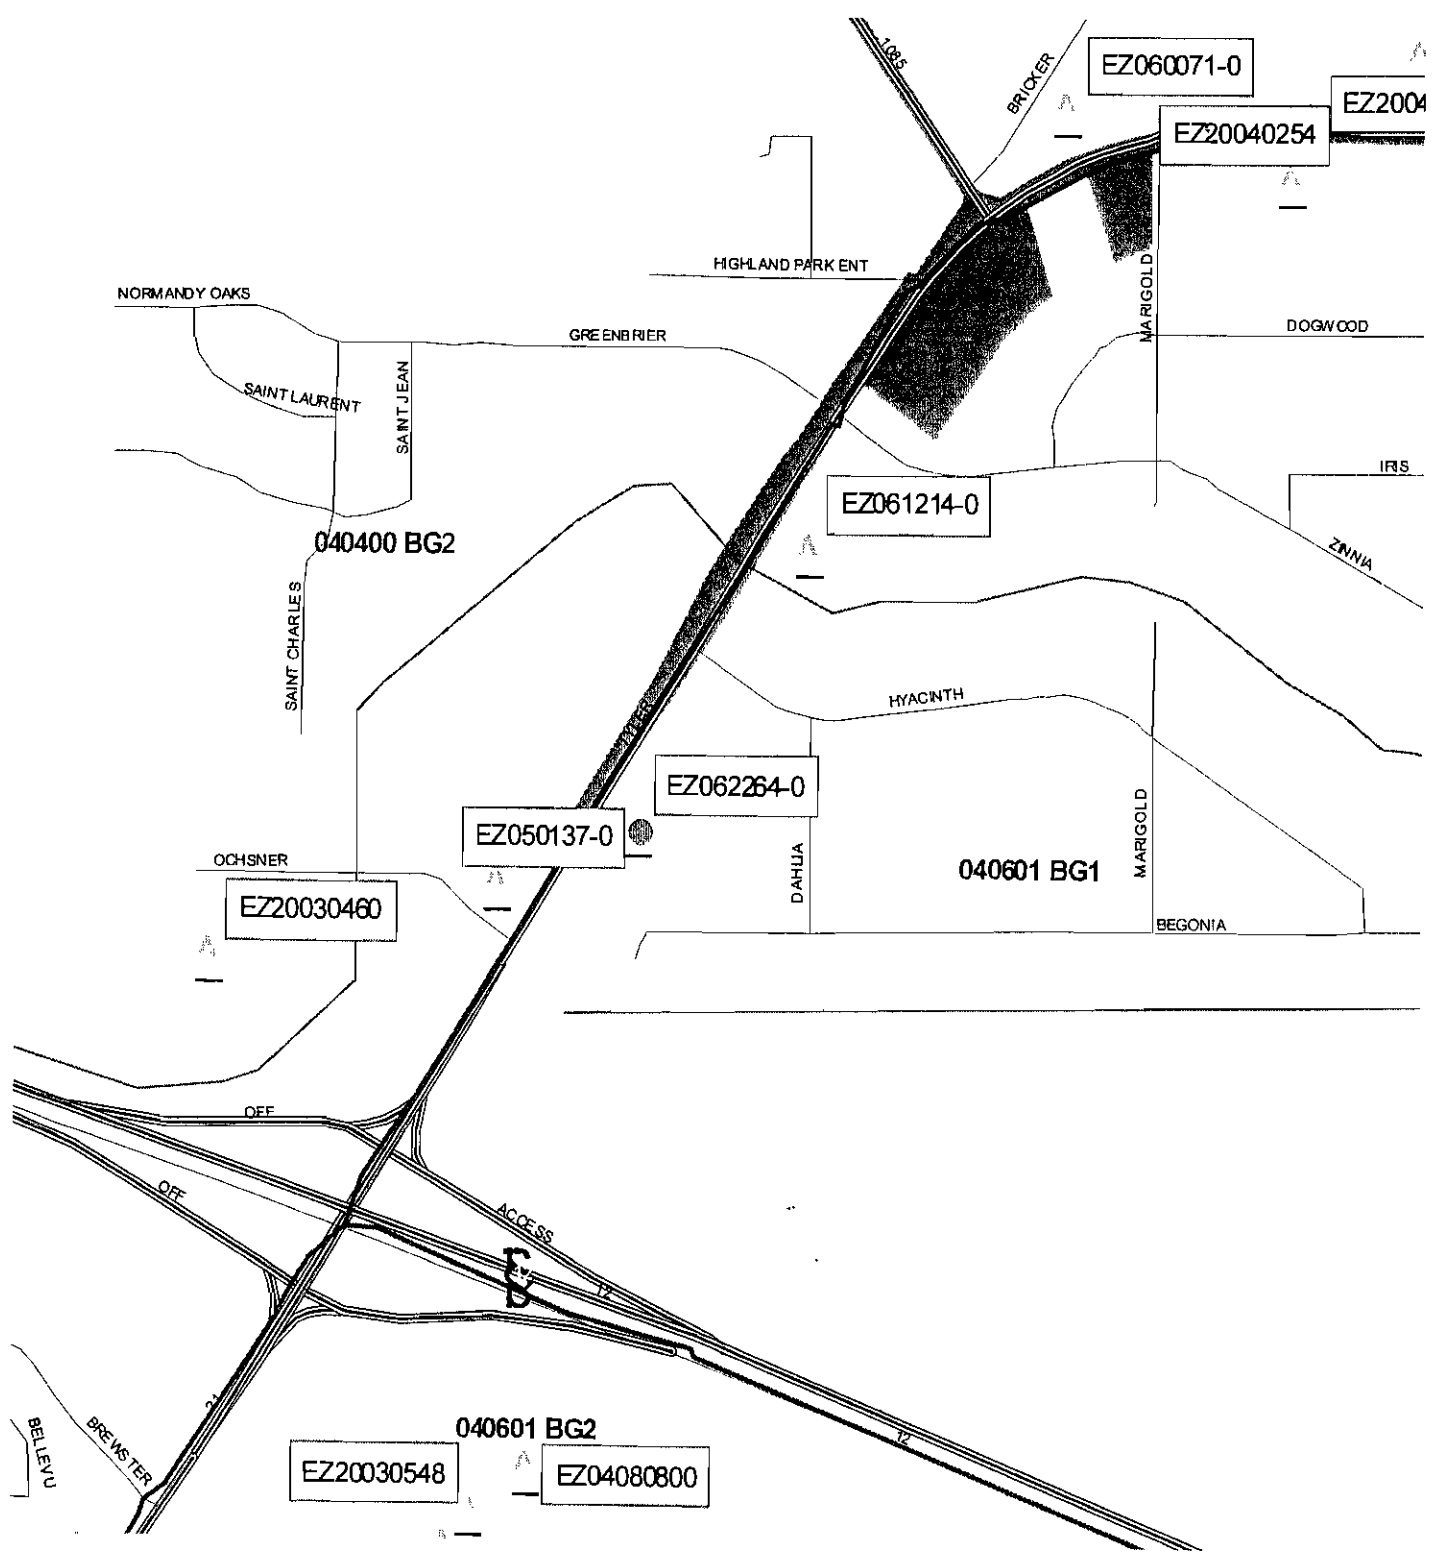 1085
BRICKER
EZ060071-0
EZ2004
EZ20040254
HIGHLAND PARK ENT
MARIGOLD
NORMANDY OAKS
GREENBRIER
DOGWOOD
SAINT LAURENT
SAINT JEAN
IRIS
EZ061214-0
040400 BG2
ZINNIA
SAINT CHARLES
HYACINTH
TYLER
EZ062264-0
EZ050137-0
MARIGOLD
OCHSNER
DAHLIA
040601 BG1
EZ20030460
BEGONIA
OFF
OFF
ACCESS
12
21
BELLEVU
BREWSTER
040601 BG2
12
EZ20030548
EZ04080800